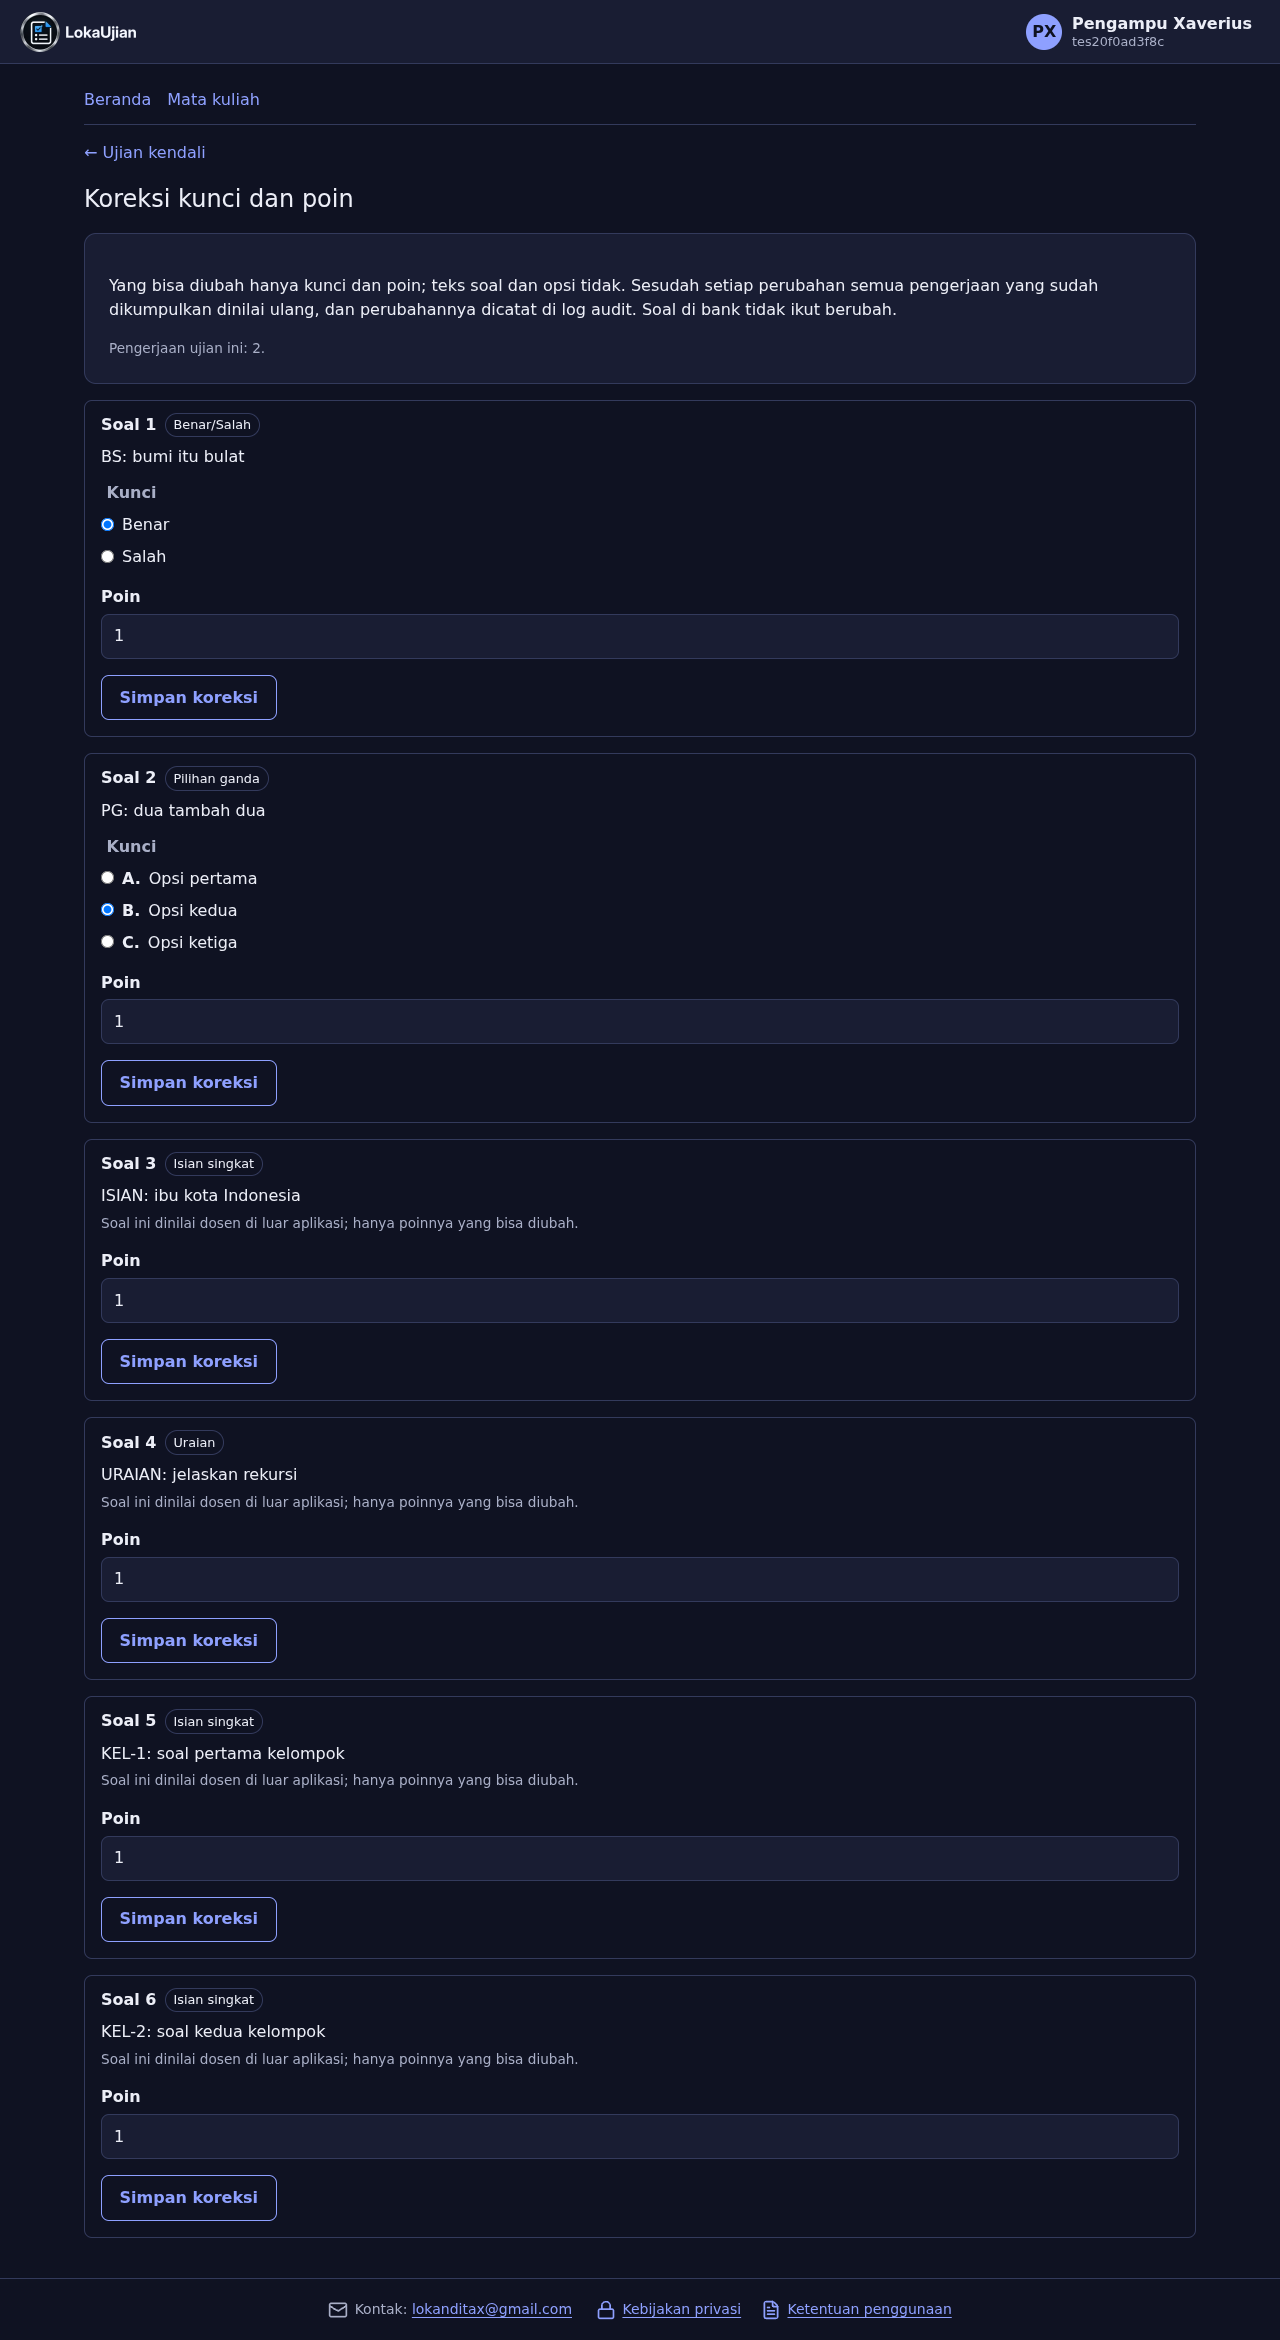 LokaUjian
PX
Pengampu Xaverius
tes20f0ad3f8c
Beranda Mata kuliah
← Ujian kendali
Koreksi kunci dan poin
Yang bisa diubah hanya kunci dan poin; teks soal dan opsi tidak. Sesudah setiap perubahan semua pengerjaan yang sudah
dikumpulkan dinilai ulang, dan perubahannya dicatat di log audit. Soal di bank tidak ikut berubah.
Pengerjaan ujian ini: 2.
Soal 1 Benar/Salah
BS: bumi itu bulat
Kunci
Benar
Salah
Poin
1
Simpan koreksi
Soal 2 Pilihan ganda
PG: dua tambah dua
Kunci
A. Opsi pertama
B. Opsi kedua
C. Opsi ketiga
Poin
1
Simpan koreksi
Soal 3 Isian singkat
ISIAN: ibu kota Indonesia
Soal ini dinilai dosen di luar aplikasi; hanya poinnya yang bisa diubah.
Poin
1
Simpan koreksi
Soal 4 Uraian
URAIAN: jelaskan rekursi
Soal ini dinilai dosen di luar aplikasi; hanya poinnya yang bisa diubah.
Poin
1
Simpan koreksi
Soal 5 Isian singkat
KEL-1: soal pertama kelompok
Soal ini dinilai dosen di luar aplikasi; hanya poinnya yang bisa diubah.
Poin
1
Simpan koreksi
Soal 6 Isian singkat
KEL-2: soal kedua kelompok
Soal ini dinilai dosen di luar aplikasi; hanya poinnya yang bisa diubah.
Poin
1
Simpan koreksi
Kontak: lokanditax@gmail.com Kebijakan privasi Ketentuan penggunaan